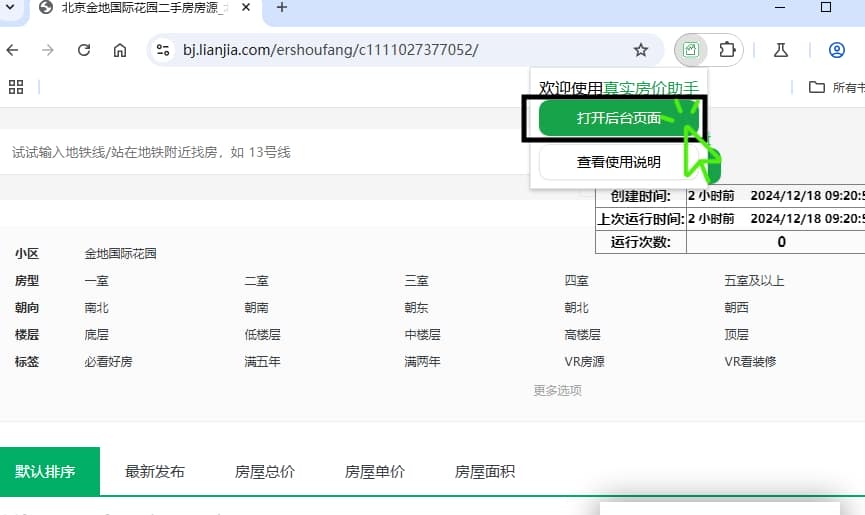 北京金地国际花园二手房房源_
bj.lianjia.com/ershoufang/c1111027377052/
所有书
欢迎使用真实房价助手
打开后台页面
查看使用说明
试试输入地铁线/站在地铁附近找房，如 13号线
创建时间: 2 小时前 2024/12/18 09:20:5
上次运行时间: 2 小时前 2024/12/18 09:20:5
运行次数: 0
小区 金地国际花园
房型 一室 二室 三室 四室 五室及以上
朝向 南北 朝南 朝东 朝北 朝西
楼层 底层 低楼层 中楼层 高楼层 顶层
标签 必看好房 满五年 满两年 VR房源 VR看装修
更多选项
默认排序 最新发布 房屋总价 房屋单价 房屋面积